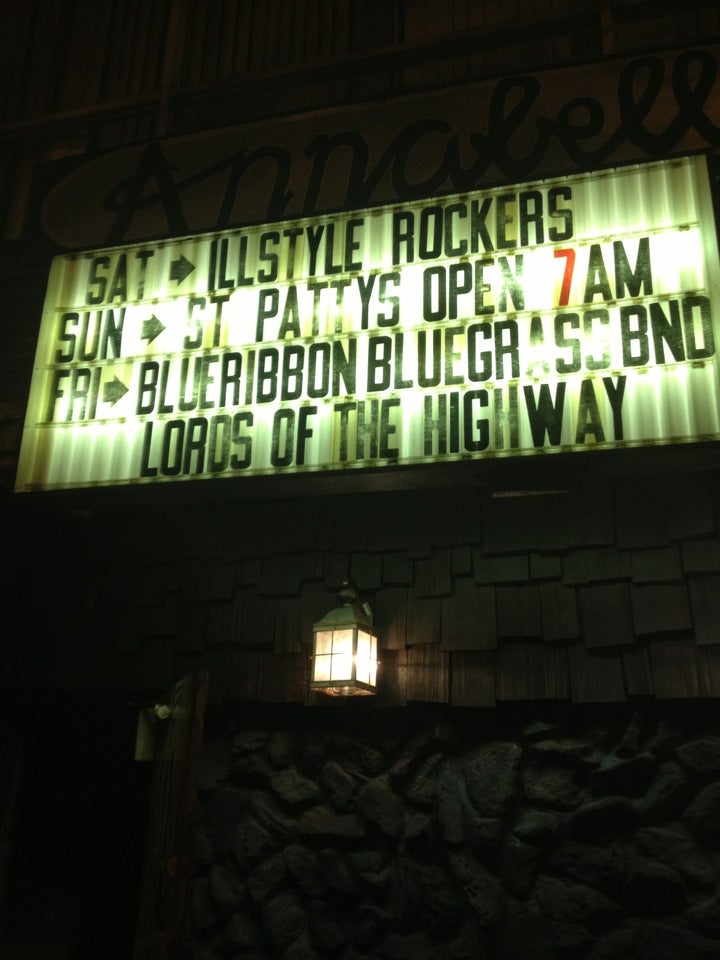 Annabell
SAT → ILLSTYLE ROCKERS
SUN → ST PATTYS OPEN 7AM
FRI → BLUERIBBON BLUEGRASS BND
LORDS OF THE HIGHWAY